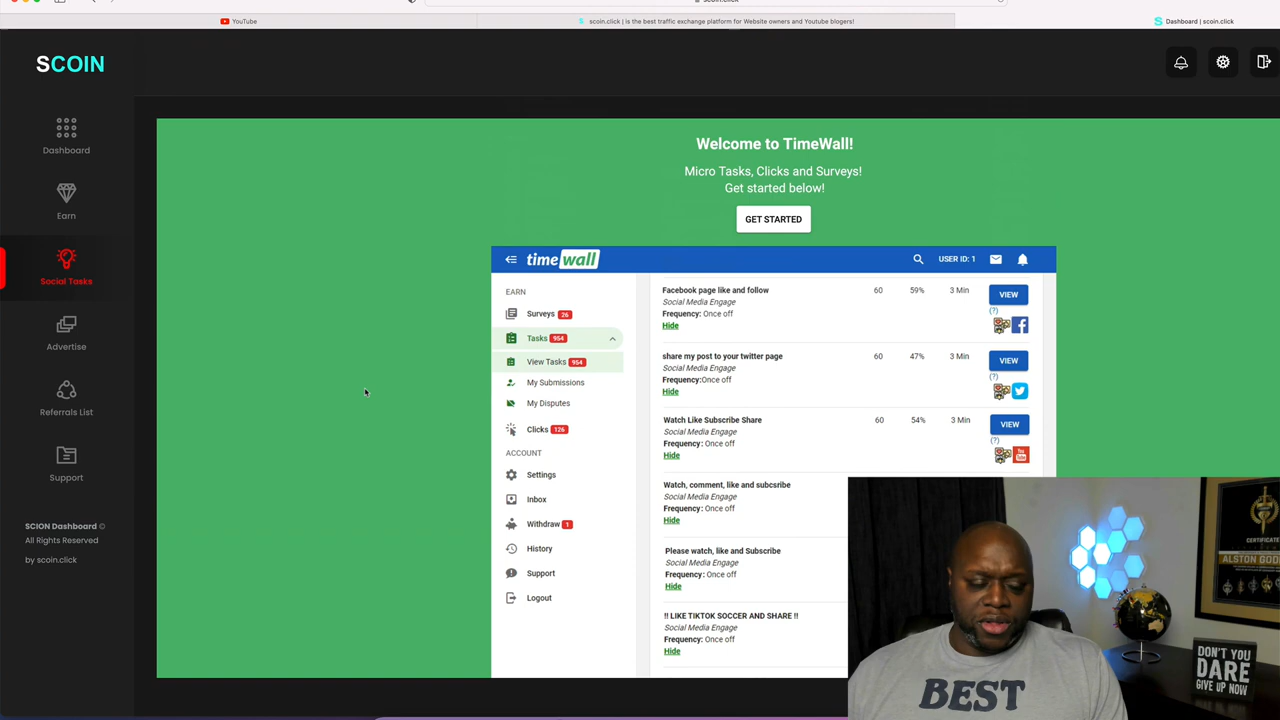 scoin.click
YouTube
scoin.click | is the best traffic exchange platform for Website owners and Youtube blogers!
Dashboard | scoin.click
SCOIN
Dashboard
Earn
Social Tasks
Advertise
Referrals List
Support
SCION Dashboard ©
All Rights Reserved
by scoin.click
Welcome to TimeWall!
Micro Tasks, Clicks and Surveys!
Get started below!
GET STARTED
timewall
USER ID: 1
EARN
Surveys 26
Tasks 954
View Tasks 954
My Submissions
My Disputes
Clicks 126
ACCOUNT
Settings
Inbox
Withdraw 1
History
Support
Logout
Facebook page like and follow 60 59% 3 Min VIEW
Social Media Engage
Frequency: Once off (?)
Hide
share my post to your twitter page 60 47% 3 Min VIEW
Social Media Engage
Frequency:Once off (?)
Hide
Watch Like Subscribe Share 60 54% 3 Min VIEW
Social Media Engage
Frequency: Once off (?)
Hide
Watch, comment, like and subcsribe
Social Media Engage
Frequency: Once off
Hide
Please watch, like and Subscribe
Social Media Engage
Frequency: Once off
Hide
!! LIKE TIKTOK SOCCER AND SHARE !!
Social Media Engage
Frequency: Once off
Hide
CERTIFICATE
ALSTON GOD
DON'T YOU
DARE
GIVE UP NOW
BEST